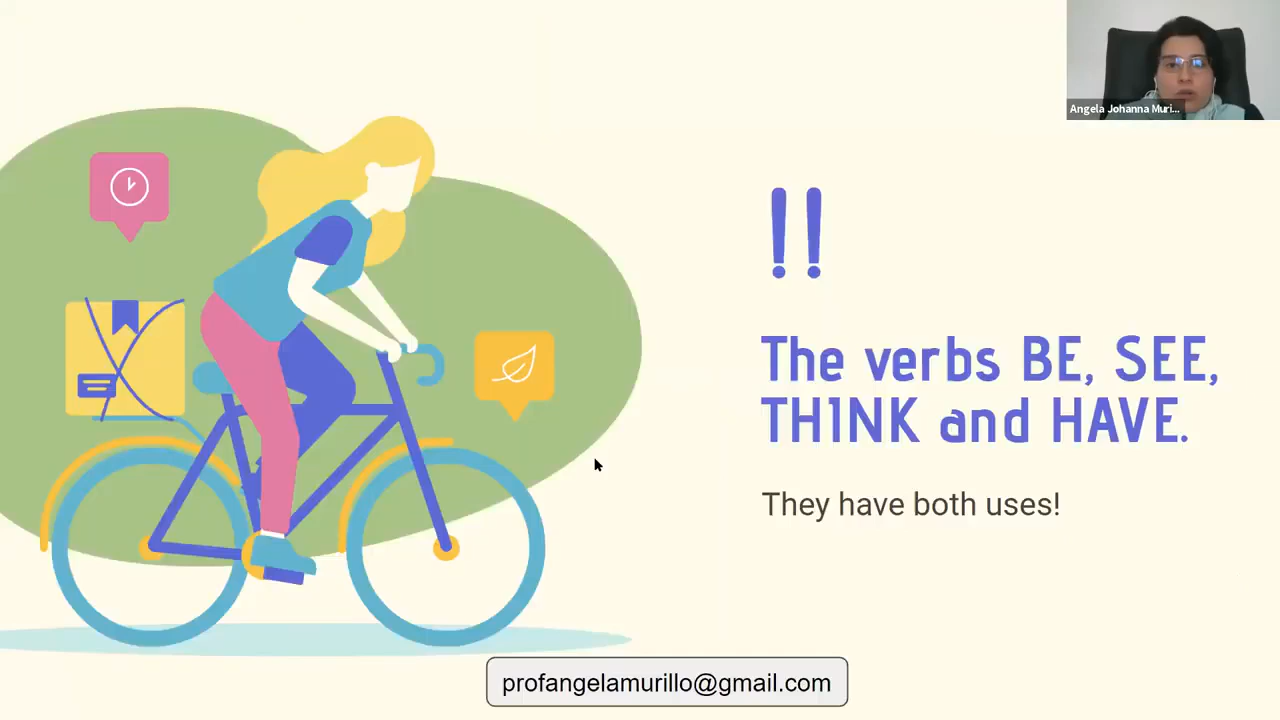 Angela Johanna Muri...
!!
The verbs BE, SEE,
THINK and HAVE.
They have both uses!
profangelamurillo@gmail.com